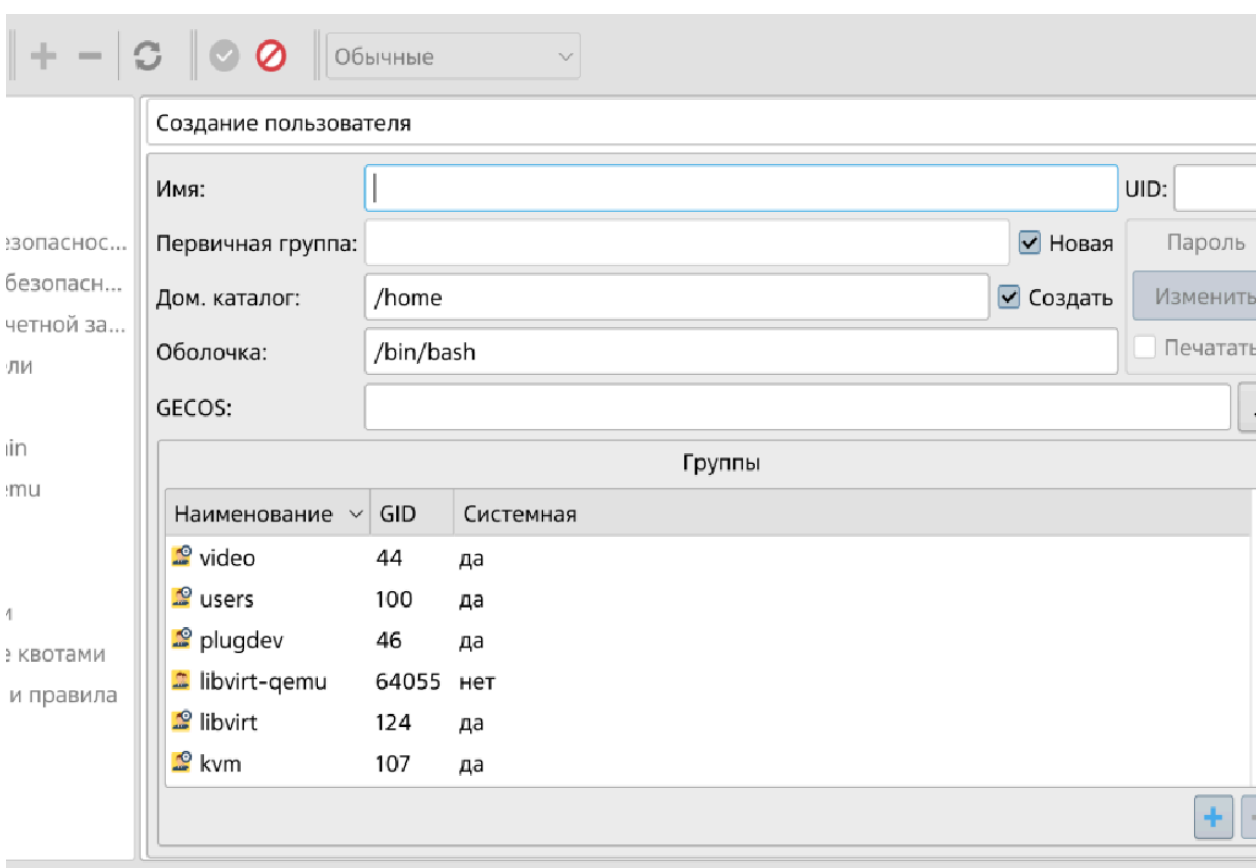 Обычные
Создание пользователя
Имя:
UID:
Первичная группа:
Новая
Пароль
Дом. каталог:
/home
Создать
Изменить
Оболочка:
/bin/bash
Печатать
GECOS:
Группы
Наименование GID Системная
video 44 да
users 100 да
plugdev 46 да
libvirt-qemu 64055 нет
libvirt 124 да
kvm 107 да
квотами
и правила